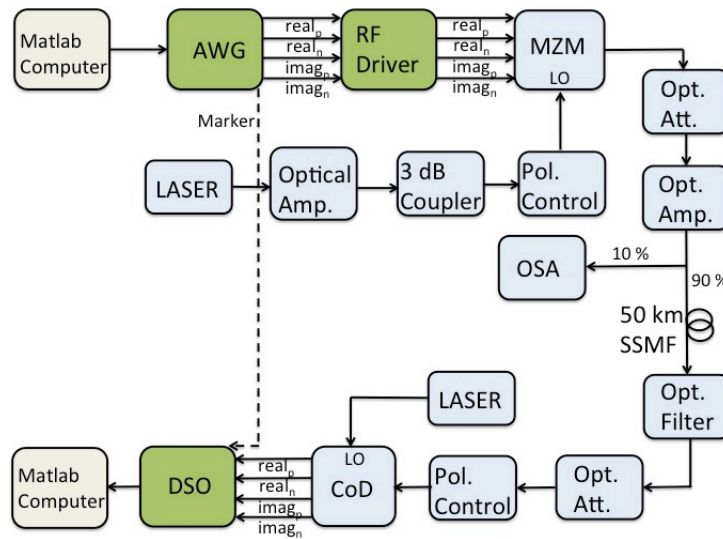 Matlab
Computer
AWG
real_p
real_n
imag_p
imag_n
RF
Driver
real_p
real_n
imag_p
imag_n
MZM
LO
Opt.
Att.
Marker
LASER
Optical
Amp.
3 dB
Coupler
Pol.
Control
Opt.
Amp.
OSA
10 %
90 %
50 km
SSMF
Opt.
Filter
LASER
Matlab
Computer
DSO
real_p
real_n
imag_p
imag_n
LO
CoD
Pol.
Control
Opt.
Att.